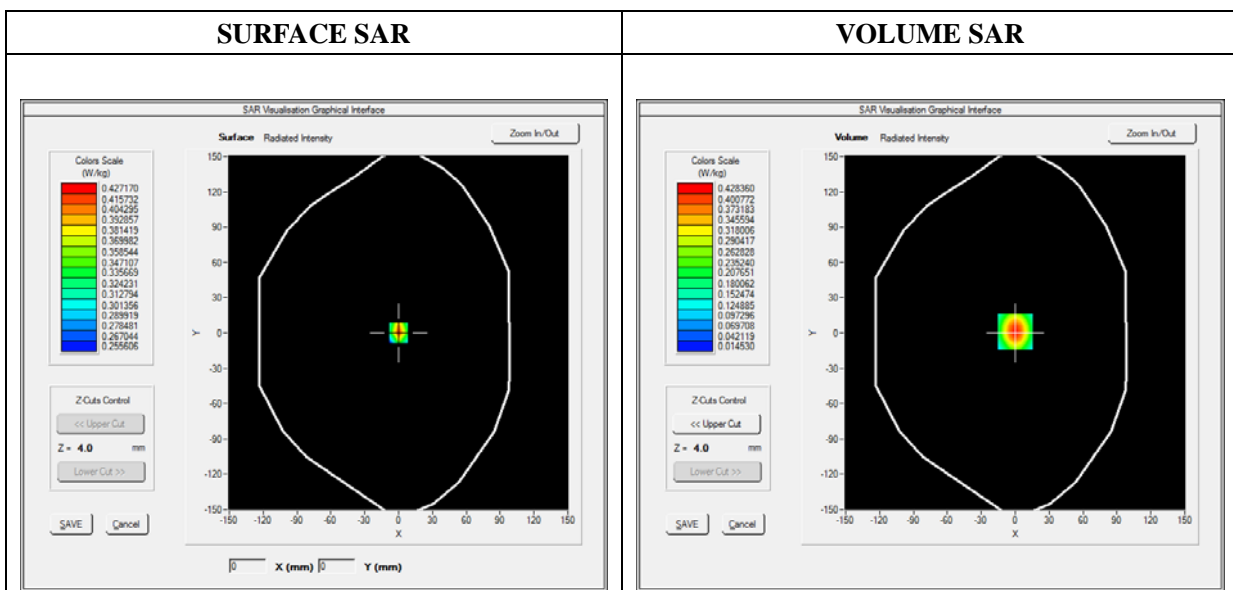 SURFACE SAR
VOLUME SAR
SAR Visualisation Graphical Interface
Surface Radiated Intensity
Zoom In/Out
Colors Scale
(W/kg)
0.427170
0.415732
0.404295
0.392857
0.381419
0.369982
0.358544
0.347107
0.335669
0.324231
0.312794
0.301356
0.289919
0.278481
0.267044
0.255606
150
120
90
60
30
0
-30
-60
-90
-120
-150
Y
-150 -120 -90 -60 -30 0 30 60 90 120 150
X
Z-Cuts Control
<< Upper Cut
Z = 4.0 mm
Lower Cut >>
SAVE Cancel
0 X (mm) 0 Y (mm)
SAR Visualisation Graphical Interface
Volume Radiated Intensity
Zoom In/Out
Colors Scale
(W/kg)
0.428360
0.400772
0.373183
0.345594
0.318006
0.290417
0.262828
0.235240
0.207651
0.180062
0.152474
0.124885
0.097296
0.069708
0.042119
0.014530
150
120
90
60
30
0
-30
-60
-90
-120
-150
Y
-150 -120 -90 -60 -30 0 30 60 90 120 150
X
Z-Cuts Control
<< Upper Cut
Z = 4.0 mm
Lower Cut >>
SAVE Cancel